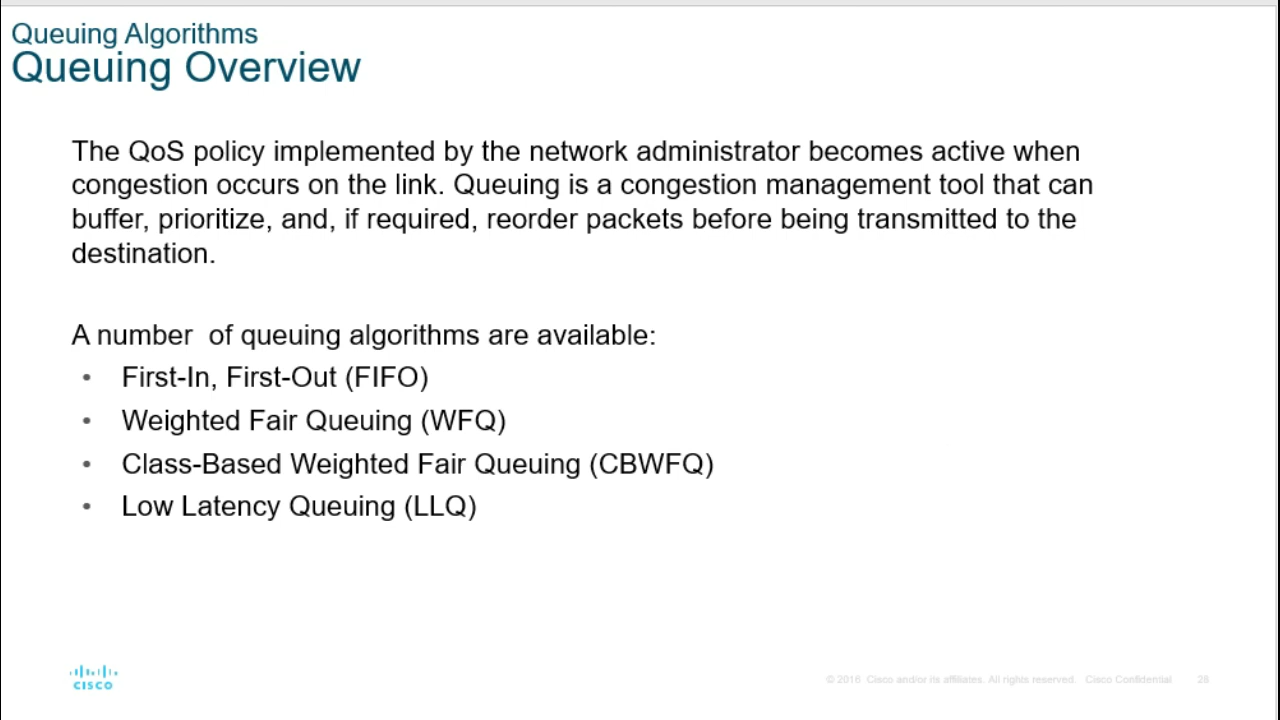 Queuing Algorithms
Queuing Overview
The QoS policy implemented by the network administrator becomes active when
congestion occurs on the link. Queuing is a congestion management tool that can
buffer, prioritize, and, if required, reorder packets before being transmitted to the
destination.
A number  of queuing algorithms are available:
• First-In, First-Out (FIFO)
• Weighted Fair Queuing (WFQ)
• Class-Based Weighted Fair Queuing (CBWFQ)
• Low Latency Queuing (LLQ)
CISCO
© 2016 Cisco and/or its affiliates. All rights reserved. Cisco Confidential